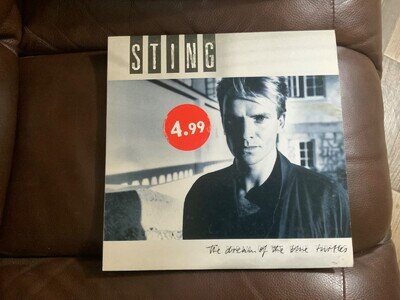 STING
4.99
the dream of the blue turtles